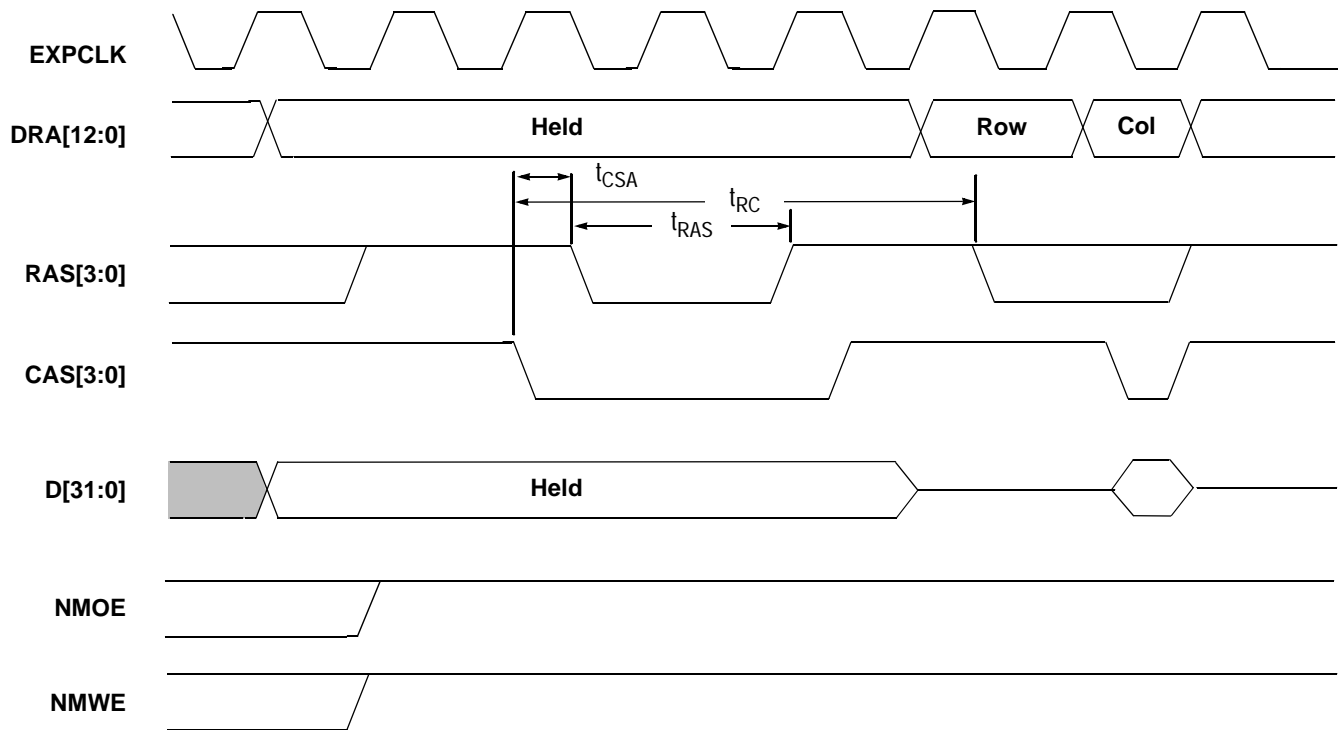 EXPCLK
DRA[12:0]
Held
Row
Col
tCSA
tRC
tRAS
RAS[3:0]
CAS[3:0]
D[31:0]
Held
NMOE
NMWE